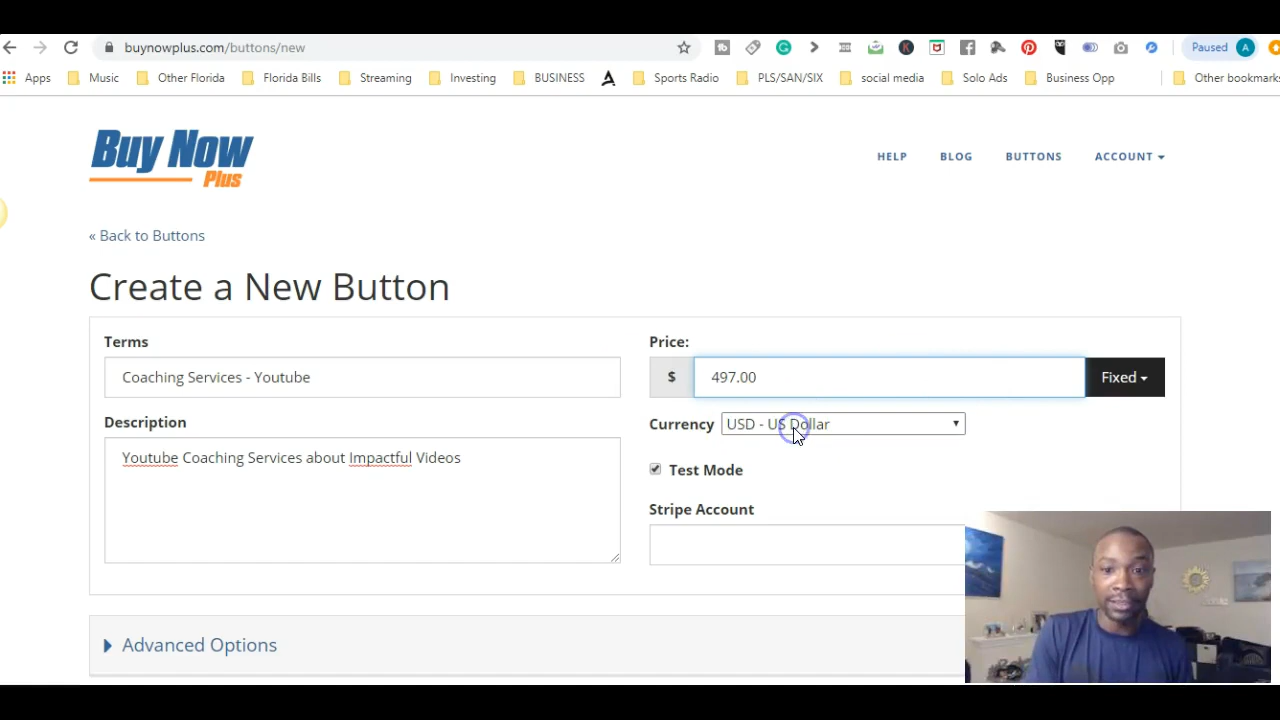 buynowplus.com/buttons/new
Paused A
Apps Music Other Florida Florida Bills Streaming Investing BUSINESS Sports Radio PLS/SAN/SIX social media Solo Ads Business Opp Other bookmarks
Buy Now
Plus
HELP BLOG BUTTONS ACCOUNT
« Back to Buttons
Create a New Button
Terms
Coaching Services - Youtube
Description
Youtube Coaching Services about Impactful Videos
Price:
$ 497.00 Fixed
Currency USD - US Dollar
Test Mode
Stripe Account
Advanced Options